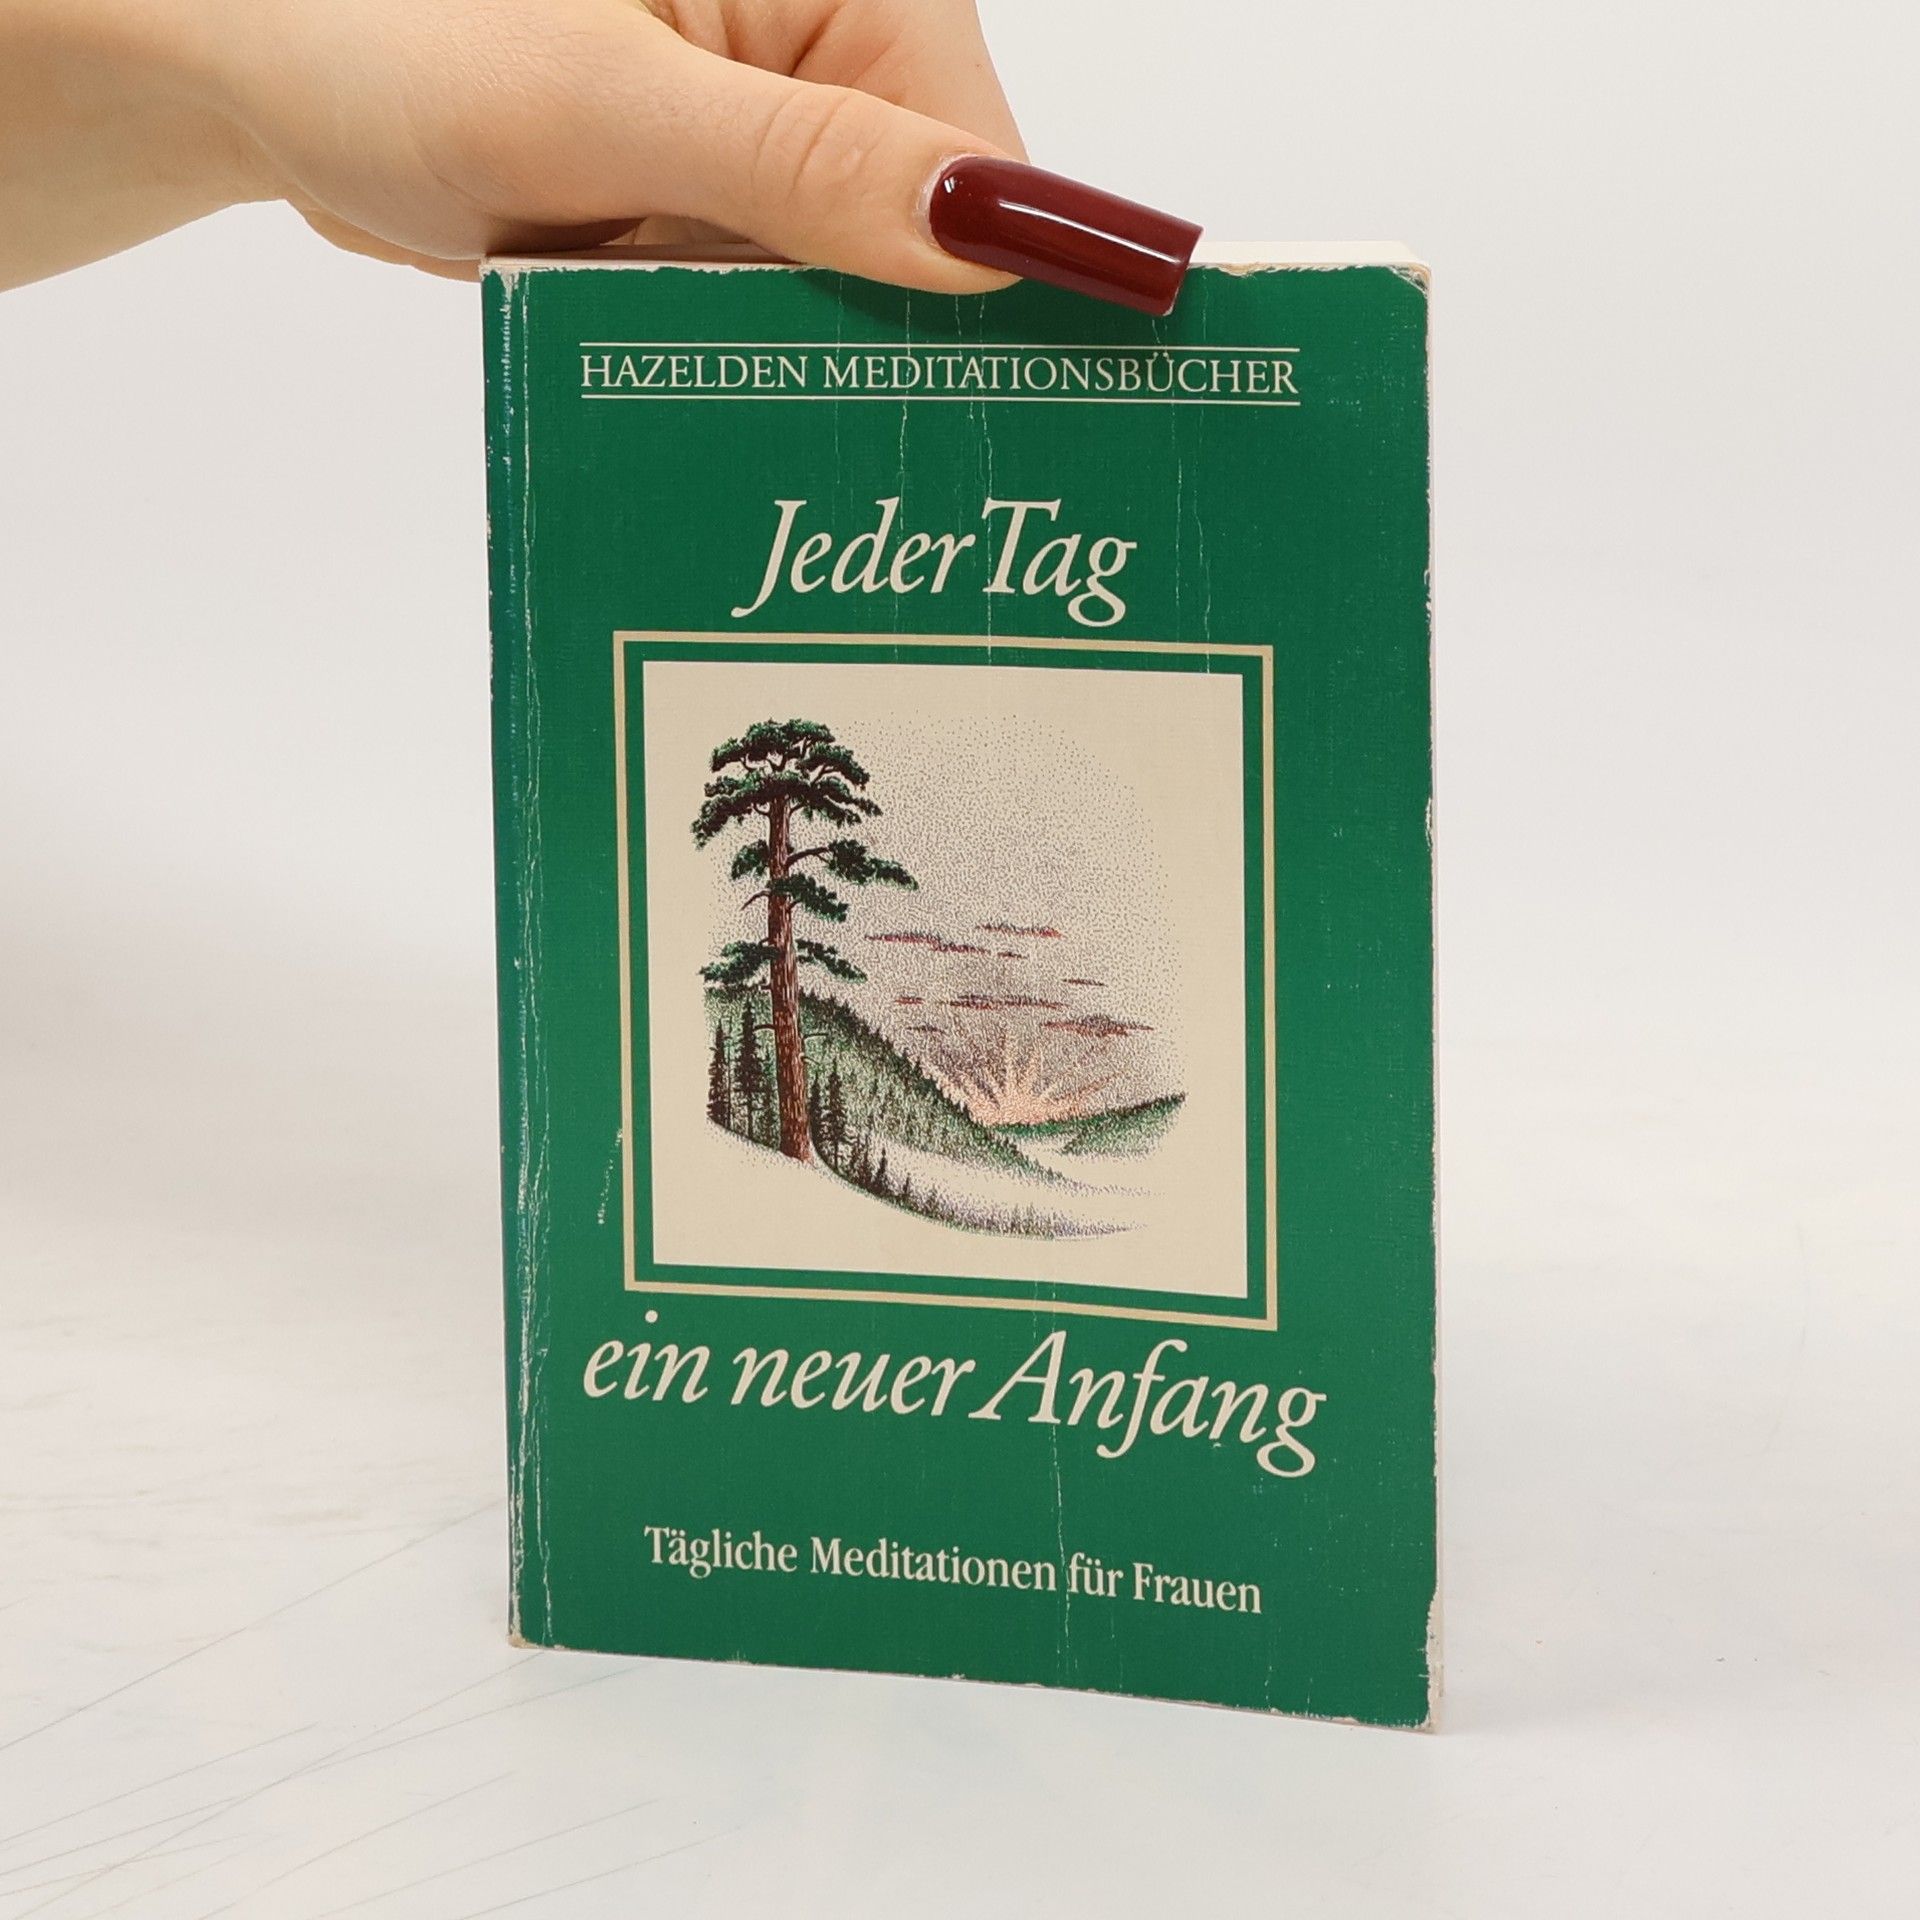 HAZELDEN MEDITATIONSBÜCHER
Jeder Tag
ein neuer Anfang
Tägliche Meditationen für Frauen